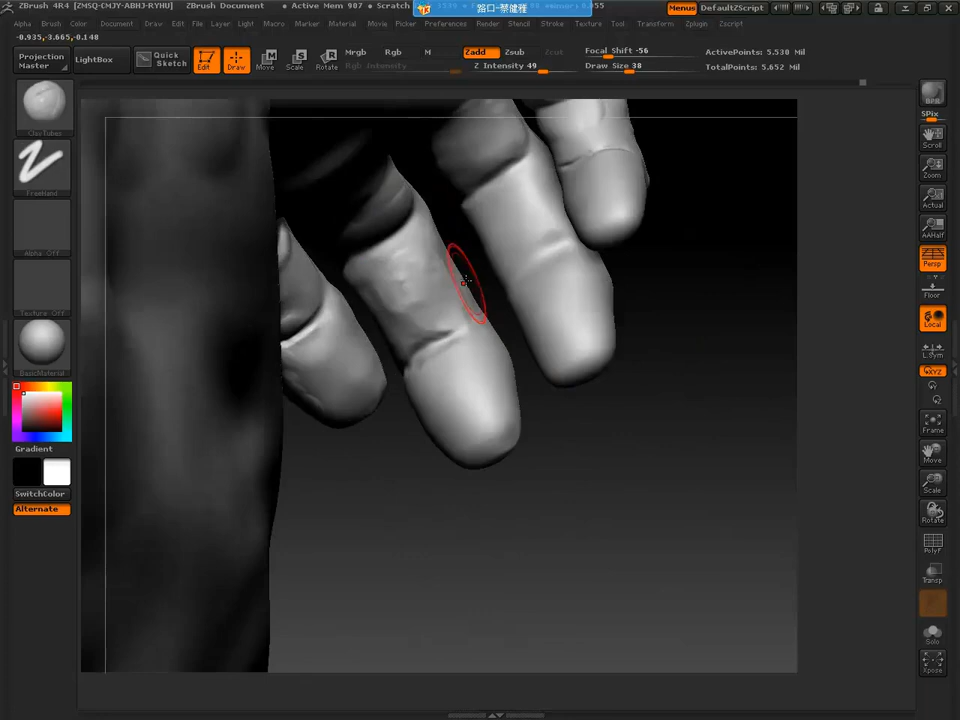 ZBrush 4R4 [ZMSQ-CMJY-ABHJ-RYHU] ZBrush Document • Active Mem 987 • Scratch
路口-蔡健雅
Menus DefaultZScript
Alpha Brush Color Document Draw Edit File Layer Light Macro Marker Material Movie Picker Preferences Render Stencil Stroke Texture Tool Transform Zplugin Zscript
-0.935,3.665,-0.148
Projection Master
LightBox
Quick Sketch
Edit Draw Move Scale Rotate
Mrgb Rgb M
Rgb Intensity
Zadd Zsub Zcut
Z Intensity 49
Focal Shift -56
Draw Size 38
ActivePoints: 5.530 Mil
TotalPoints: 5.652 Mil
ClayTubes
FreeHand
Alpha Off
Texture Off
BasicMaterial
Gradient
SwitchColor
Alternate
BPR
SPix
Scroll
Zoom
Actual
AAHalf
Persp
Floor
Local
L.Sym
XYZ
Frame
Move
Scale
Rotate
PolyF
Transp
Solo
Xpose